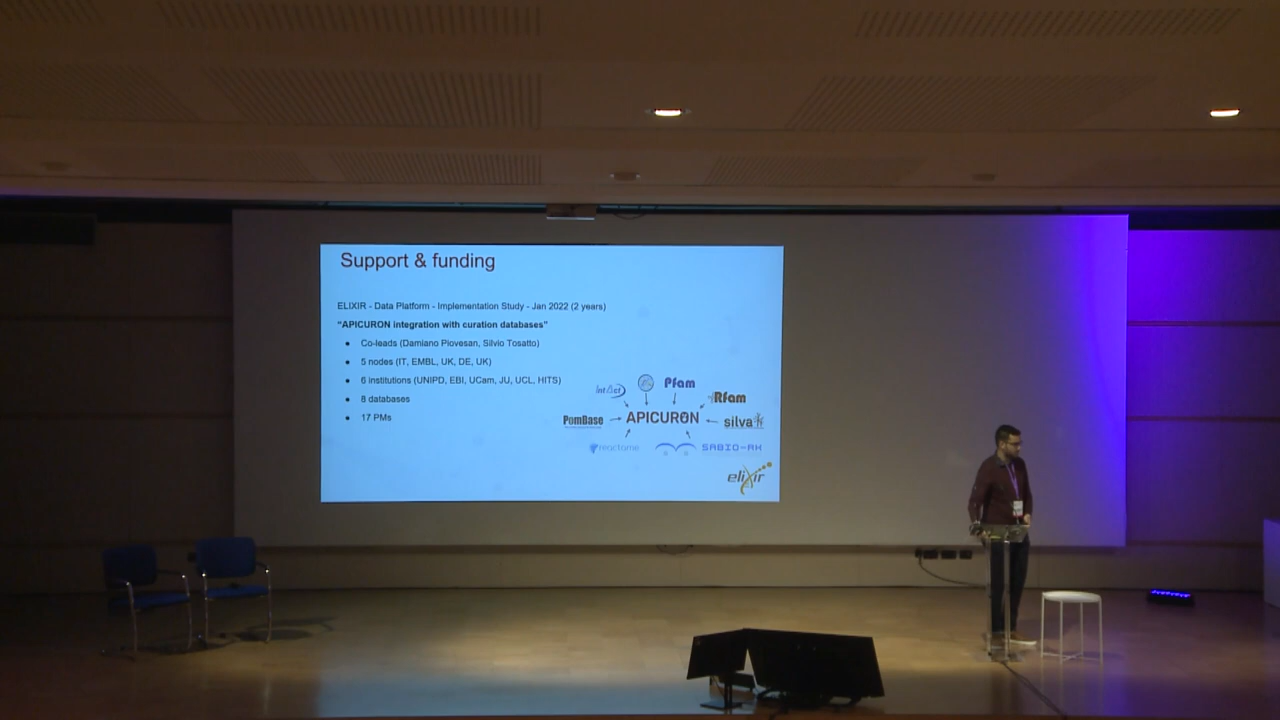 Support & funding
ELIXIR - Data Platform - Implementation Study - Jan 2022 (2 years)
“APICURON integration with curation databases”
● Co-leads (Damiano Piovesan, Silvio Tosatto)
● 5 nodes (IT, EMBL, UK, DE, UK)
● 6 institutions (UNIPD, EBI, UCam, JU, UCL, HITS)
● 8 databases
● 17 PMs
IntAct
Pfam
Rfam
PomBase
APICURON
silva
reactome
SABIO-RK
elixir